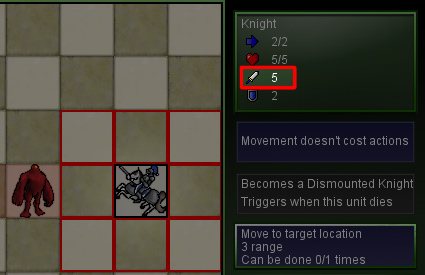 Knight
2/2
5/5
5
2
Movement doesn't cost actions
Becomes a Dismounted Knight
Triggers when this unit dies
Move to target location
3 range
Can be done 0/1 times